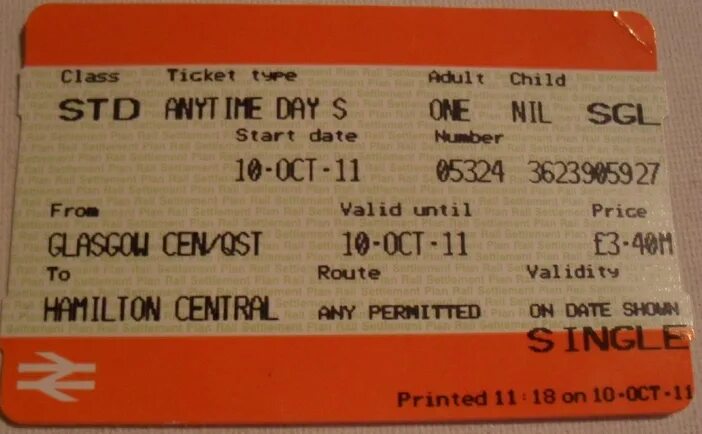 Class Ticket type Adult Child
STD ANYTIME DAY S ONE NIL SGL
Start date Number
10-OCT-11 05324 3623905927
From Valid until Price
GLASGOW CEN/QST 10-OCT-11 £3-40M
To Route Validity
HAMILTON CENTRAL ANY PERMITTED ON DATE SHOWN
SINGLE
Printed 11:18 on 10-OCT-11